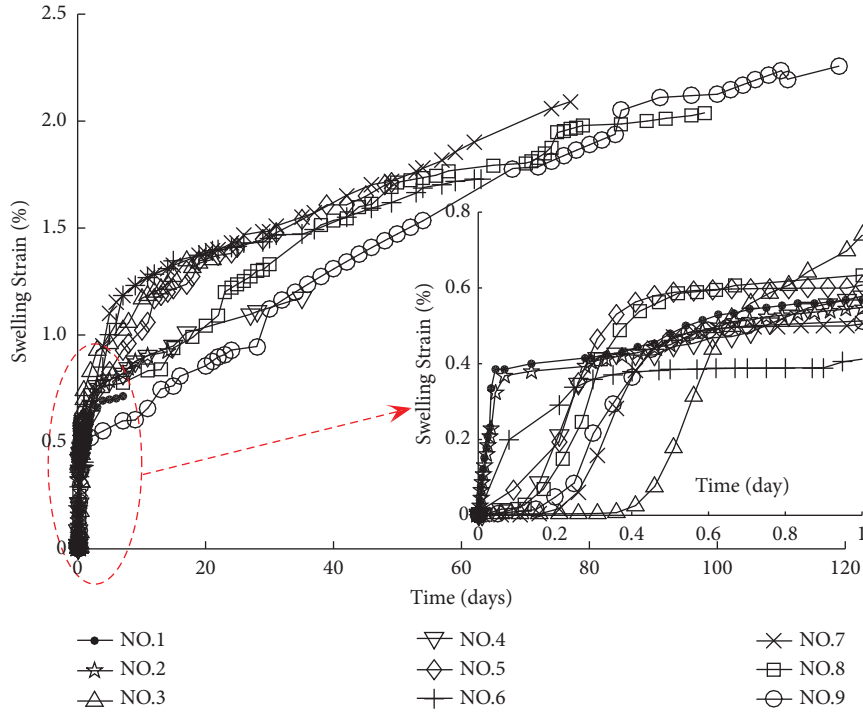 2.5
2.0
1.5
1.0
0.5
0
Swelling Strain (%)
0.8
0.6
0.4
0.2
0
Swelling Strain (%)
Time (day)
0 0.2 0.4 0.6 0.8 1
0 20 40 60 80 100 120
Time (days)
NO.1 NO.4 NO.7
NO.2 NO.5 NO.8
NO.3 NO.6 NO.9